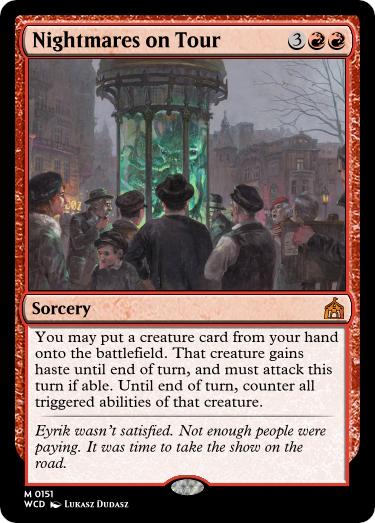 Nightmares on Tour 3
Sorcery
You may put a creature card from your hand
onto the battlefield. That creature gains
haste until end of turn, and must attack this
turn if able. Until end of turn, counter all
triggered abilities of that creature.
Eyrik wasn't satisfied. Not enough people were
paying. It was time to take the show on the
road.
M 0151
WCD LUKASZ DUDASZ